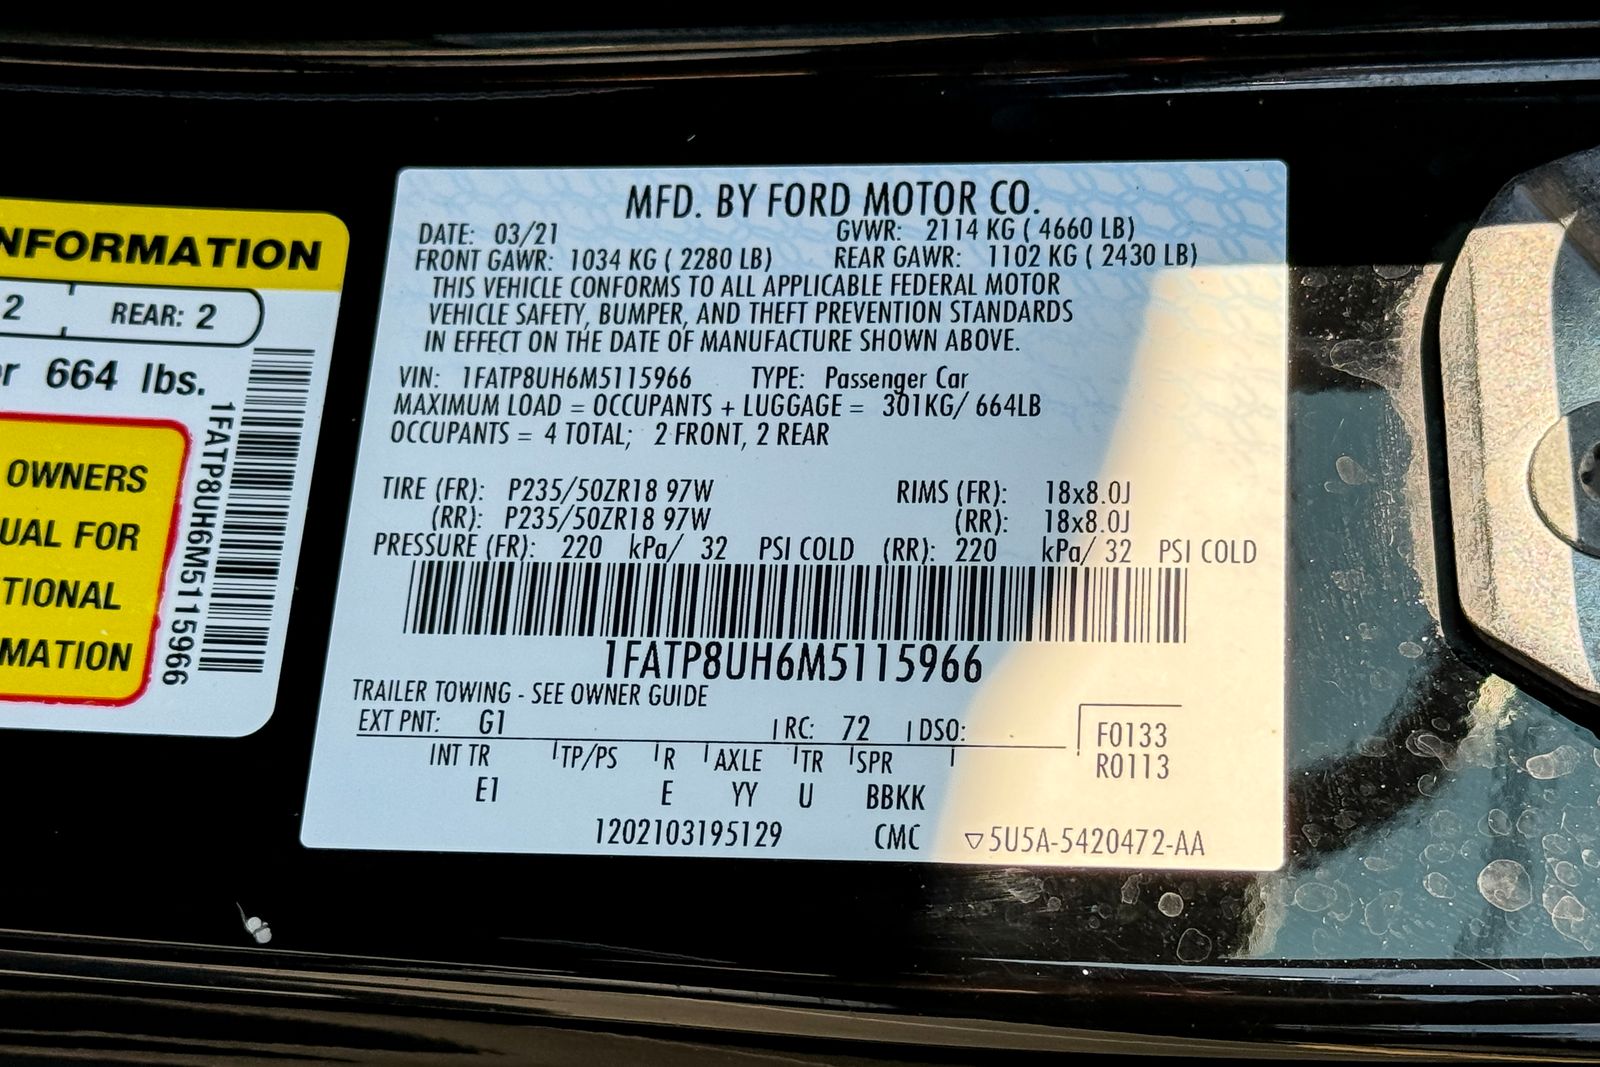 NFORMATION
2 REAR: 2
r 664 lbs.
OWNERS
UAL FOR
TIONAL
MATION
1FATP8UH6M5115966
MFD. BY FORD MOTOR CO.
DATE: 03/21 GVWR: 2114 KG ( 4660 LB)
FRONT GAWR: 1034 KG ( 2280 LB) REAR GAWR: 1102 KG ( 2430 LB)
THIS VEHICLE CONFORMS TO ALL APPLICABLE FEDERAL MOTOR
VEHICLE SAFETY, BUMPER, AND THEFT PREVENTION STANDARDS
IN EFFECT ON THE DATE OF MANUFACTURE SHOWN ABOVE.
VIN: 1FATP8UH6M5115966 TYPE: Passenger Car
MAXIMUM LOAD = OCCUPANTS + LUGGAGE = 301KG/ 664LB
OCCUPANTS = 4 TOTAL; 2 FRONT, 2 REAR
TIRE (FR): P235/50ZR18 97W RIMS (FR): 18x8.0J
(RR): P235/50ZR18 97W (RR): 18x8.0J
PRESSURE (FR): 220 kPa/ 32 PSI COLD (RR): 220 kPa/ 32 PSI COLD
1FATP8UH6M5115966
TRAILER TOWING - SEE OWNER GUIDE
EXT PNT: G1 RC: 72 DSO: F0133
INT TR TP/PS R AXLE TR SPR R0113
E1 E YY U BBKK
1202103195129 CMC ▽5U5A-5420472-AA